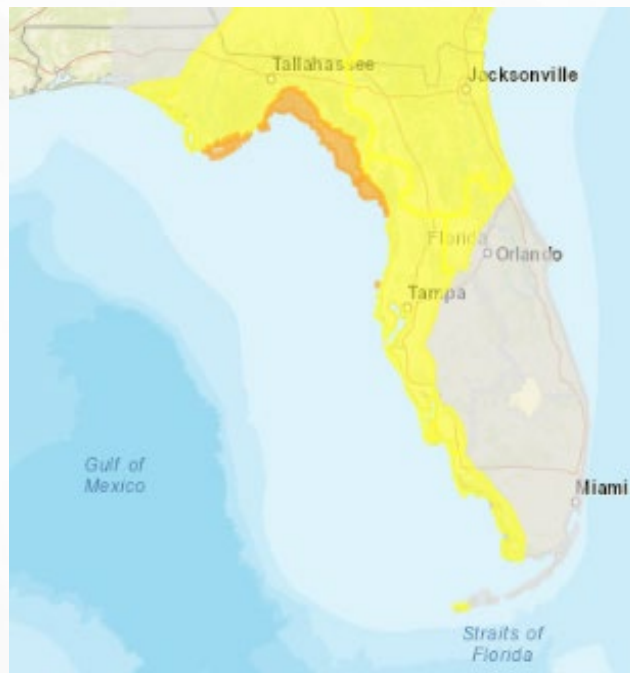 Tallahassee
Jacksonville
Florida
Orlando
Tampa
Gulf of
Mexico
Miami
Straits of
Florida